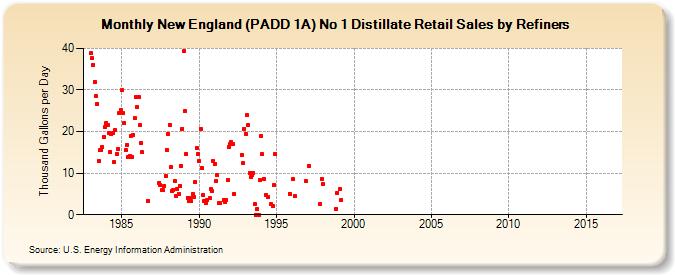 Monthly New England (PADD 1A) No 1 Distillate Retail Sales by Refiners
Thousand Gallons per Day
40
30
20
10
0
1985 1990 1995 2000 2005 2010 2015
Source: U.S. Energy Information Administration